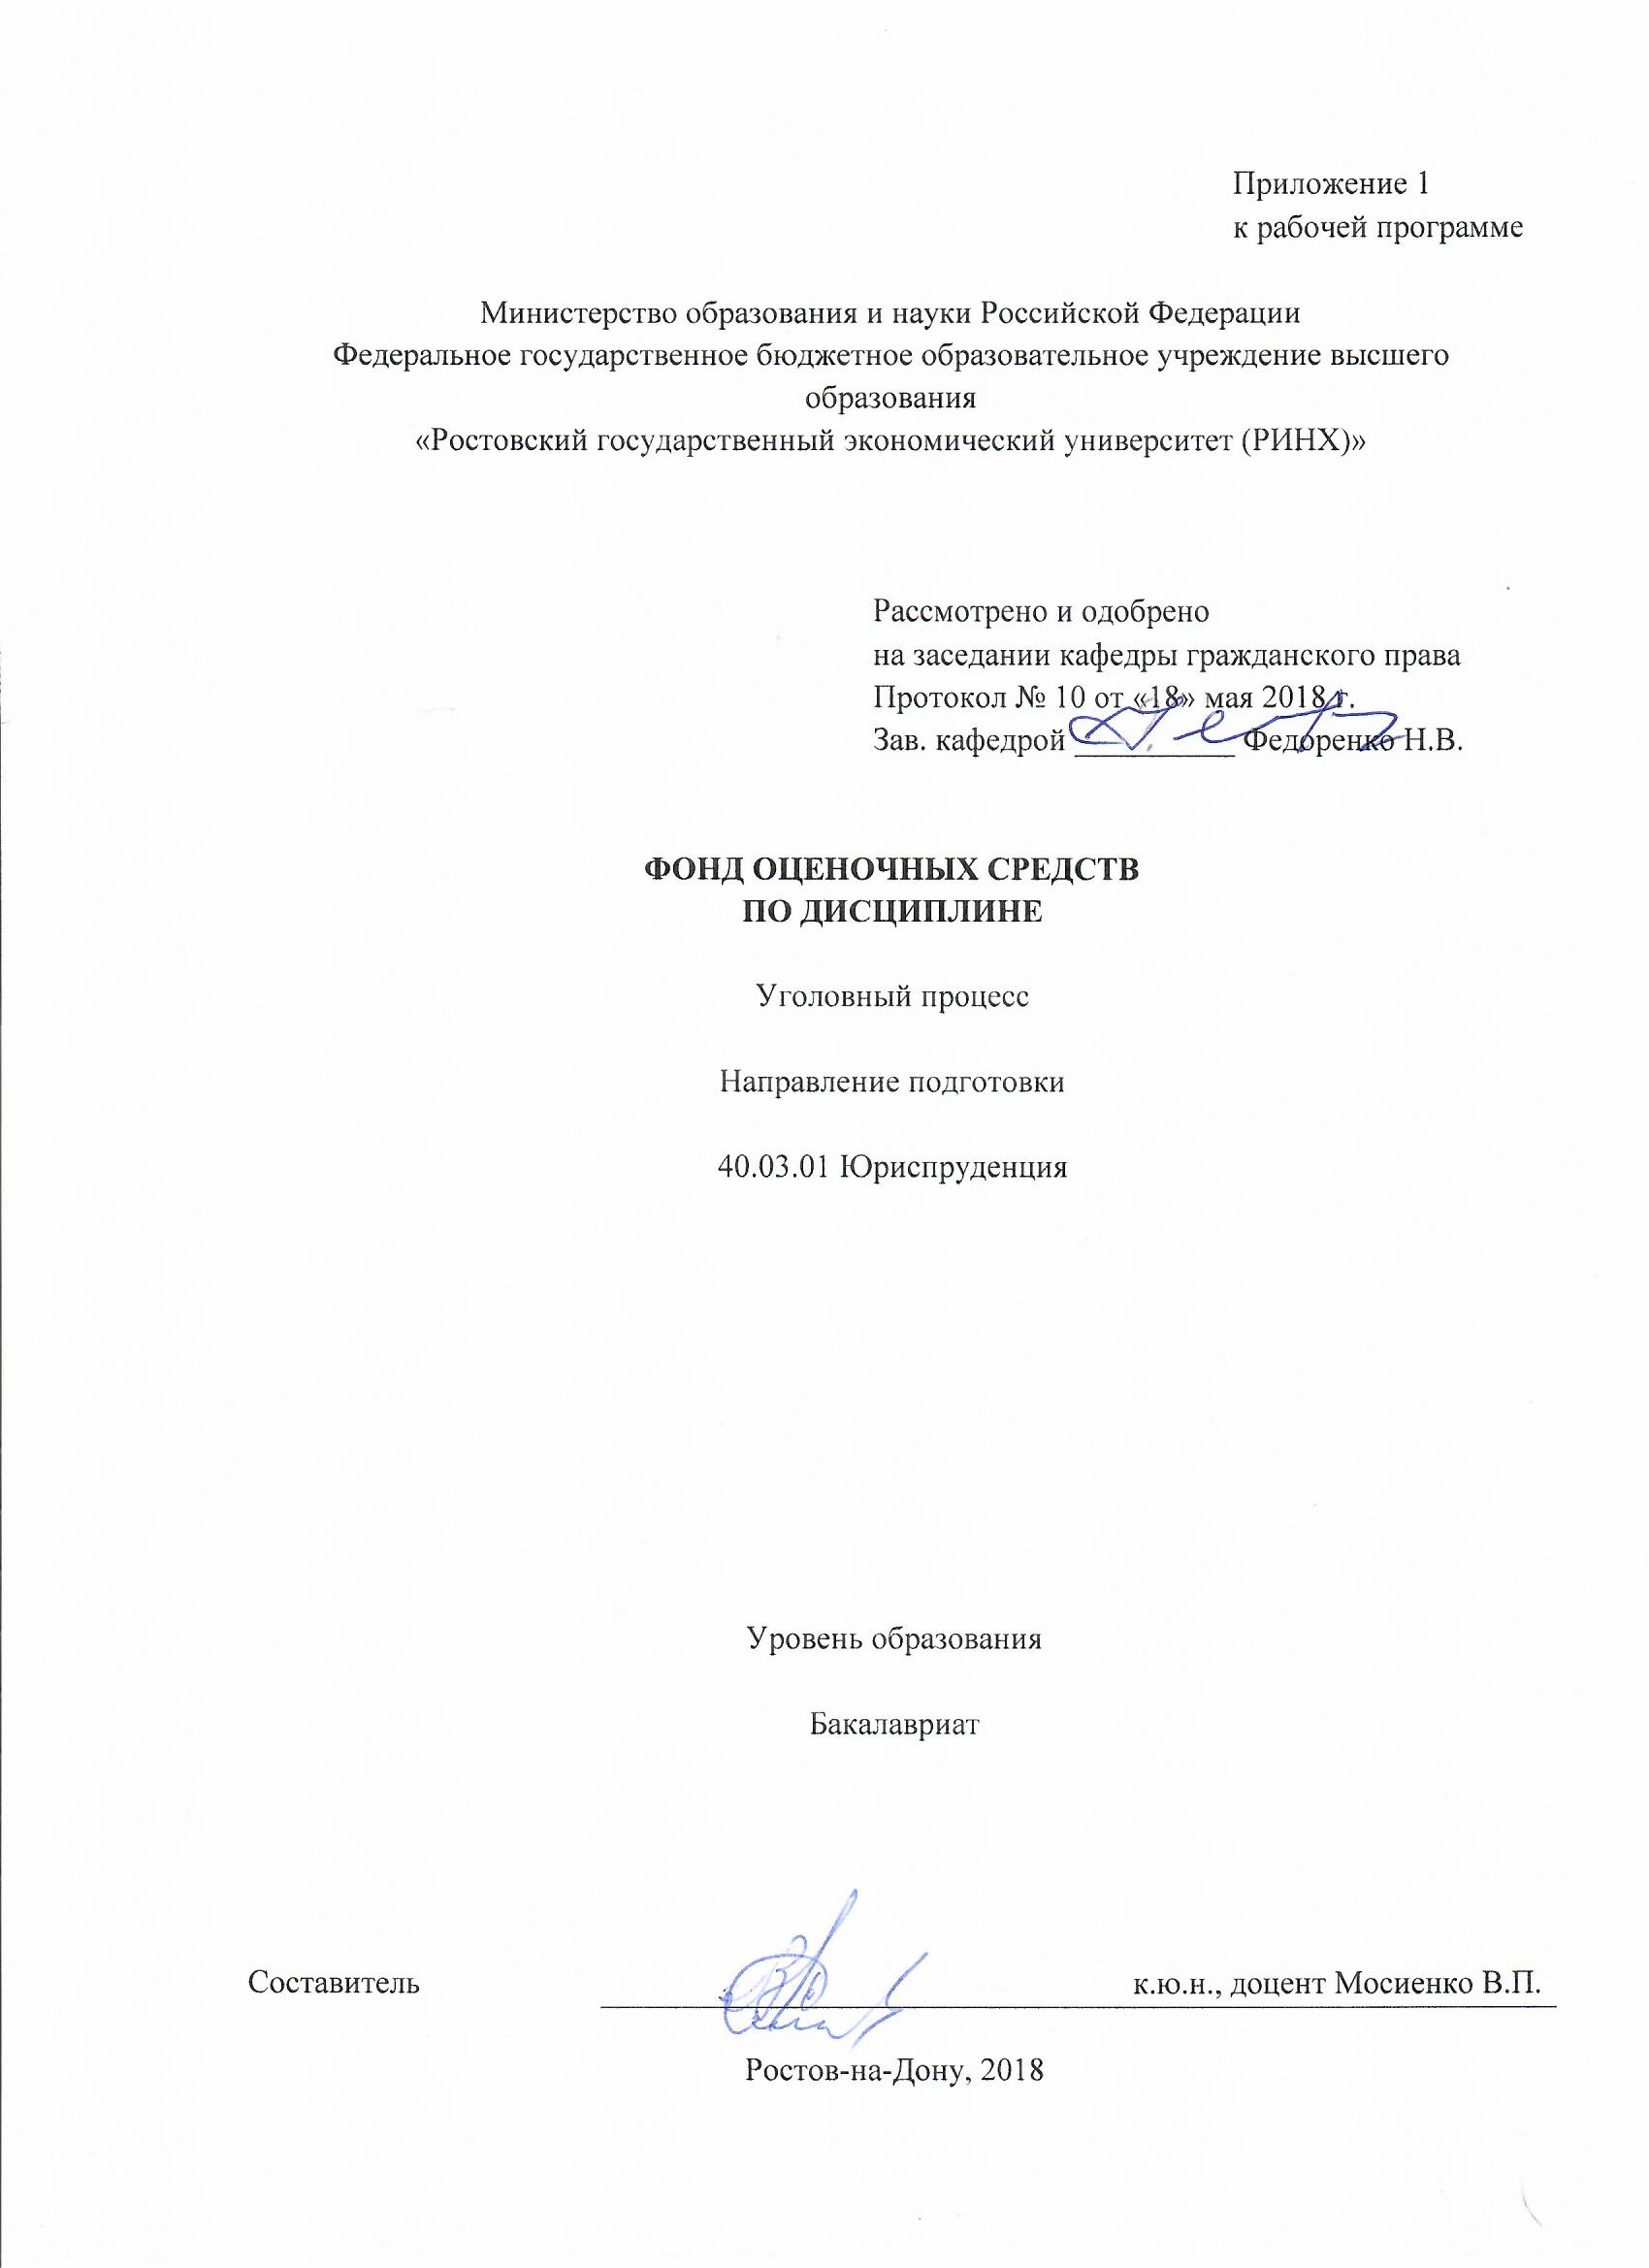 Приложение 1
к рабочей программе
Министерство образования и науки Российской Федерации
Федеральное государственное бюджетное образовательное учреждение высшего
образования
«Ростовский государственный экономический университет (РИНХ)»
Рассмотрено и одобрено
на заседании кафедры гражданского права
Протокол № 10 от «18» мая 2018 г.
Зав. кафедрой __________ Федоренко Н.В.
ФОНД ОЦЕНОЧНЫХ СРЕДСТВ
ПО ДИСЦИПЛИНЕ
Уголовный процесс
Направление подготовки
40.03.01 Юриспруденция
Уровень образования
Бакалавриат
Составитель к.ю.н., доцент Мосиенко В.П.
Ростов-на-Дону, 2018